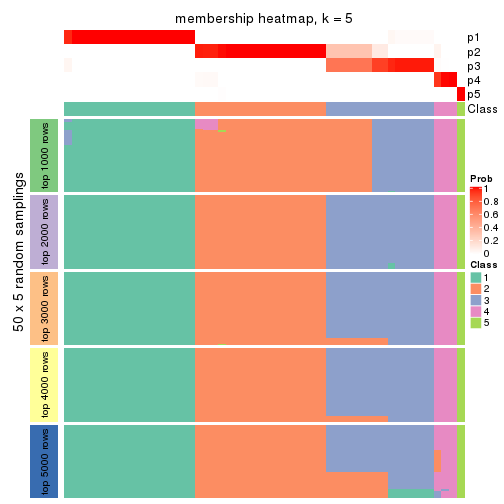 membership heatmap, k = 5
p1
p2
p3
p4
p5
Class
50 x 5 random samplings
top 1000 rows
top 2000 rows
top 3000 rows
top 4000 rows
top 5000 rows
Prob
1
0.8
0.6
0.4
0.2
0
Class
1
2
3
4
5